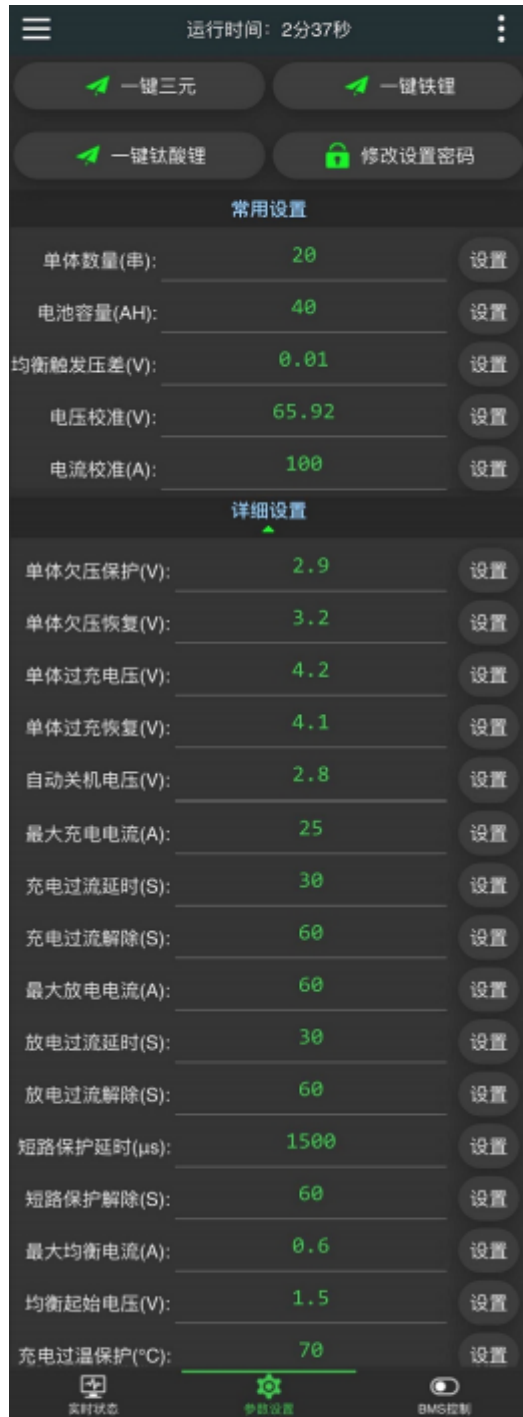 运行时间：2分37秒
一键三元 一键铁锂
一键钛酸锂 修改设置密码
常用设置
单体数量(串): 20 设置
电池容量(AH): 40 设置
均衡触发压差(V): 0.01 设置
电压校准(V): 65.92 设置
电流校准(A): 100 设置
详细设置
单体欠压保护(V): 2.9 设置
单体欠压恢复(V): 3.2 设置
单体过充电压(V): 4.2 设置
单体过充恢复(V): 4.1 设置
自动关机电压(V): 2.8 设置
最大充电电流(A): 25 设置
充电过流延时(S): 30 设置
充电过流解除(S): 60 设置
最大放电电流(A): 60 设置
放电过流延时(S): 30 设置
放电过流解除(S): 60 设置
短路保护延时(μs): 1500 设置
短路保护解除(S): 60 设置
最大均衡电流(A): 0.6 设置
均衡起始电压(V): 1.5 设置
充电过温保护(°C): 70 设置
实时状态 参数设置 BMS控制